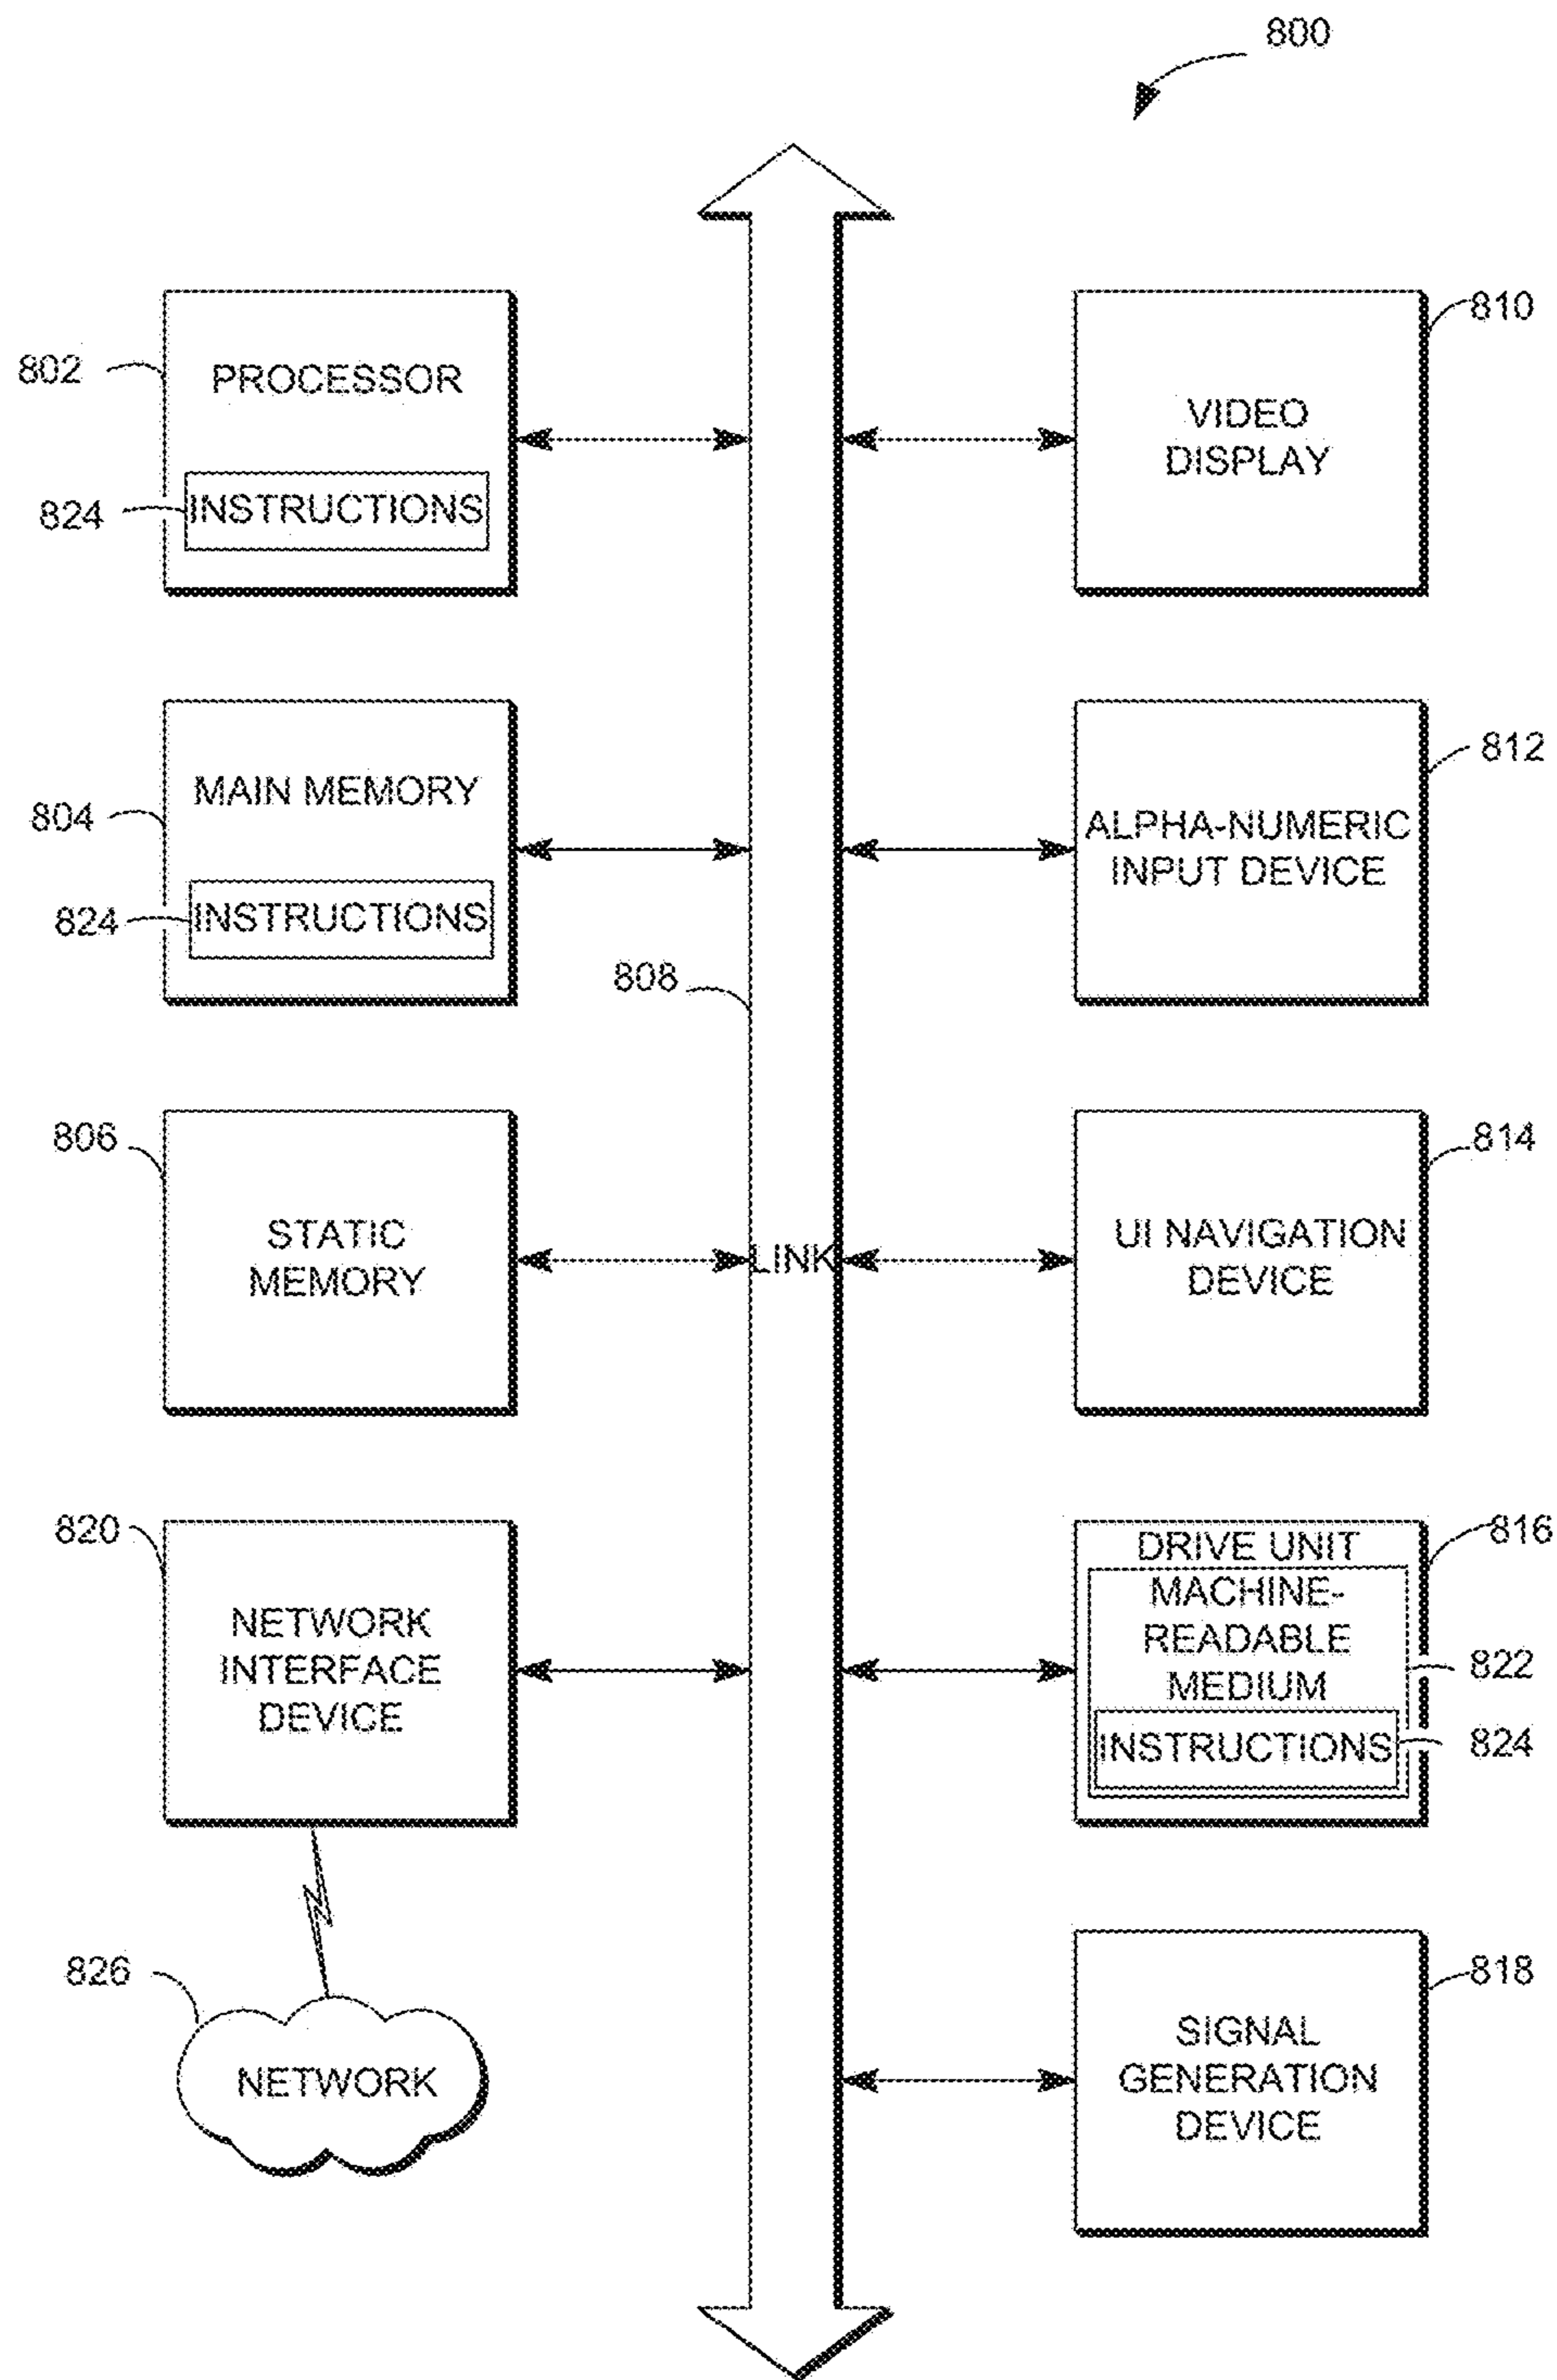 800
802
PROCESSOR
824
INSTRUCTIONS
810
VIDEO
DISPLAY
804
MAIN MEMORY
824
INSTRUCTIONS
812
ALPHA-NUMERIC
INPUT DEVICE
808
LINK
806
STATIC
MEMORY
814
UI NAVIGATION
DEVICE
820
NETWORK
INTERFACE
DEVICE
816
DRIVE UNIT
MACHINE-
READABLE
MEDIUM
822
INSTRUCTIONS
824
826
NETWORK
818
SIGNAL
GENERATION
DEVICE